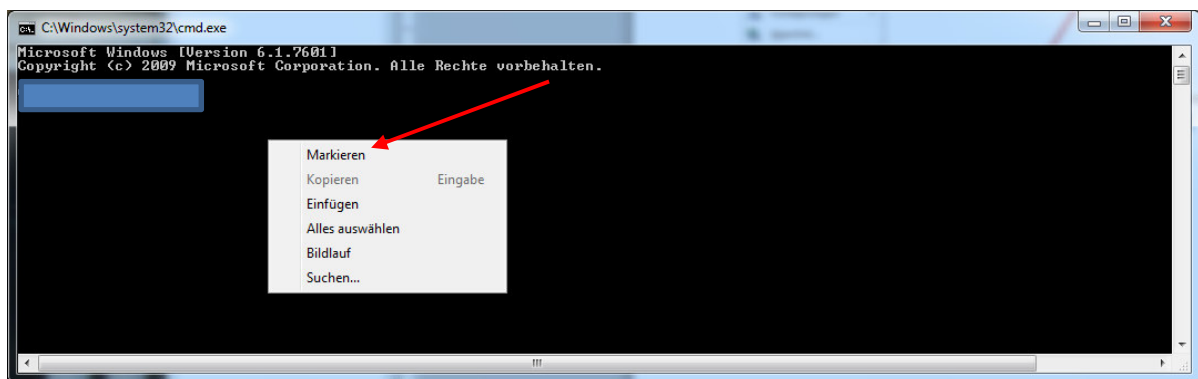 C:\Windows\system32\cmd.exe
Microsoft Windows [Version 6.1.7601]
Copyright (c) 2009 Microsoft Corporation. Alle Rechte vorbehalten.
Markieren
Kopieren Eingabe
Einfügen
Alles auswählen
Bildlauf
Suchen...